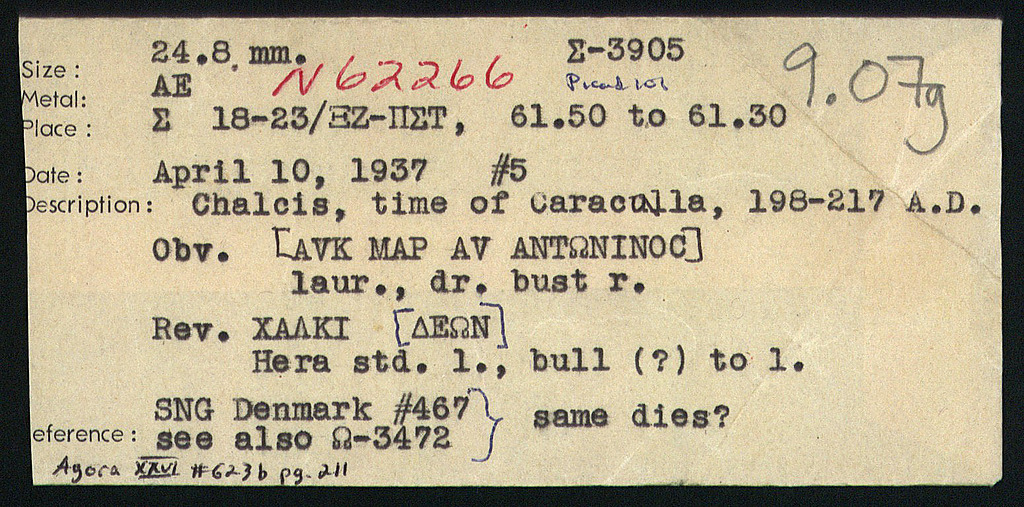 Size: 24.8 mm. Σ-3905
Metal: AE N62266 Picard 101 9.07g
Place: Σ 18-23/ΞΖ-ΠΣΤ, 61.50 to 61.30
Date: April 10, 1937 #5
Description: Chalcis, time of Caraculla, 198-217 A.D.
Obv. [AVK MAP AV ANTΩNINOC]
laur., dr. bust r.
Rev. ΧΑΛΚΙ [ΔΕΩΝ]
Hera std. l., bull (?) to l.
SNG Denmark #467 } same dies?
eference: see also Ω-3472
Agora XXVI #623b pg. 211